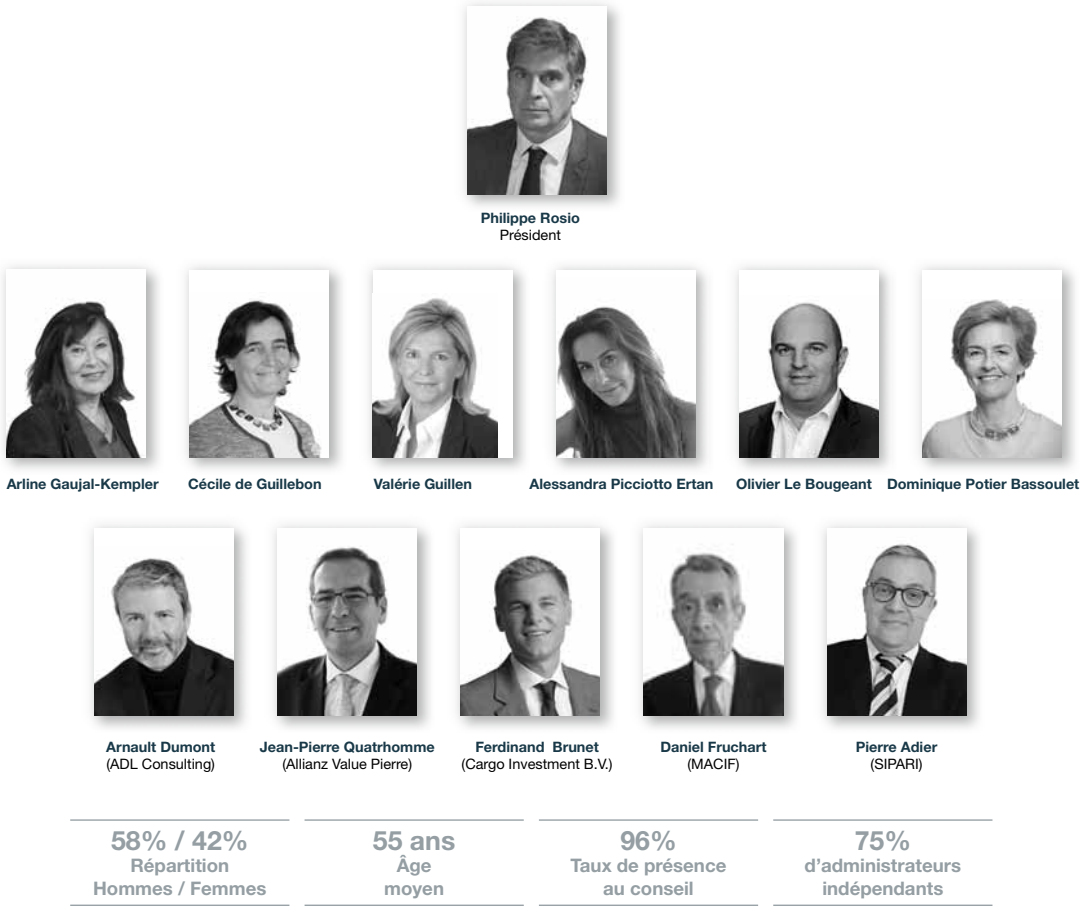 Philippe Rosio
Président
Arline Gaujal-Kempler
Cécile de Guillebon
Valérie Guillen
Alessandra Picciotto Ertan
Olivier Le Bougeant
Dominique Potier Bassoulet
Arnault Dumont
(ADL Consulting)
Jean-Pierre Quatrhomme
(Allianz Value Pierre)
Ferdinand Brunet
(Cargo Investment B.V.)
Daniel Fruchart
(MACIF)
Pierre Adier
(SIPARI)
58% / 42%
Répartition
Hommes / Femmes
55 ans
Âge
moyen
96%
Taux de présence
au conseil
75%
d’administrateurs
indépendants